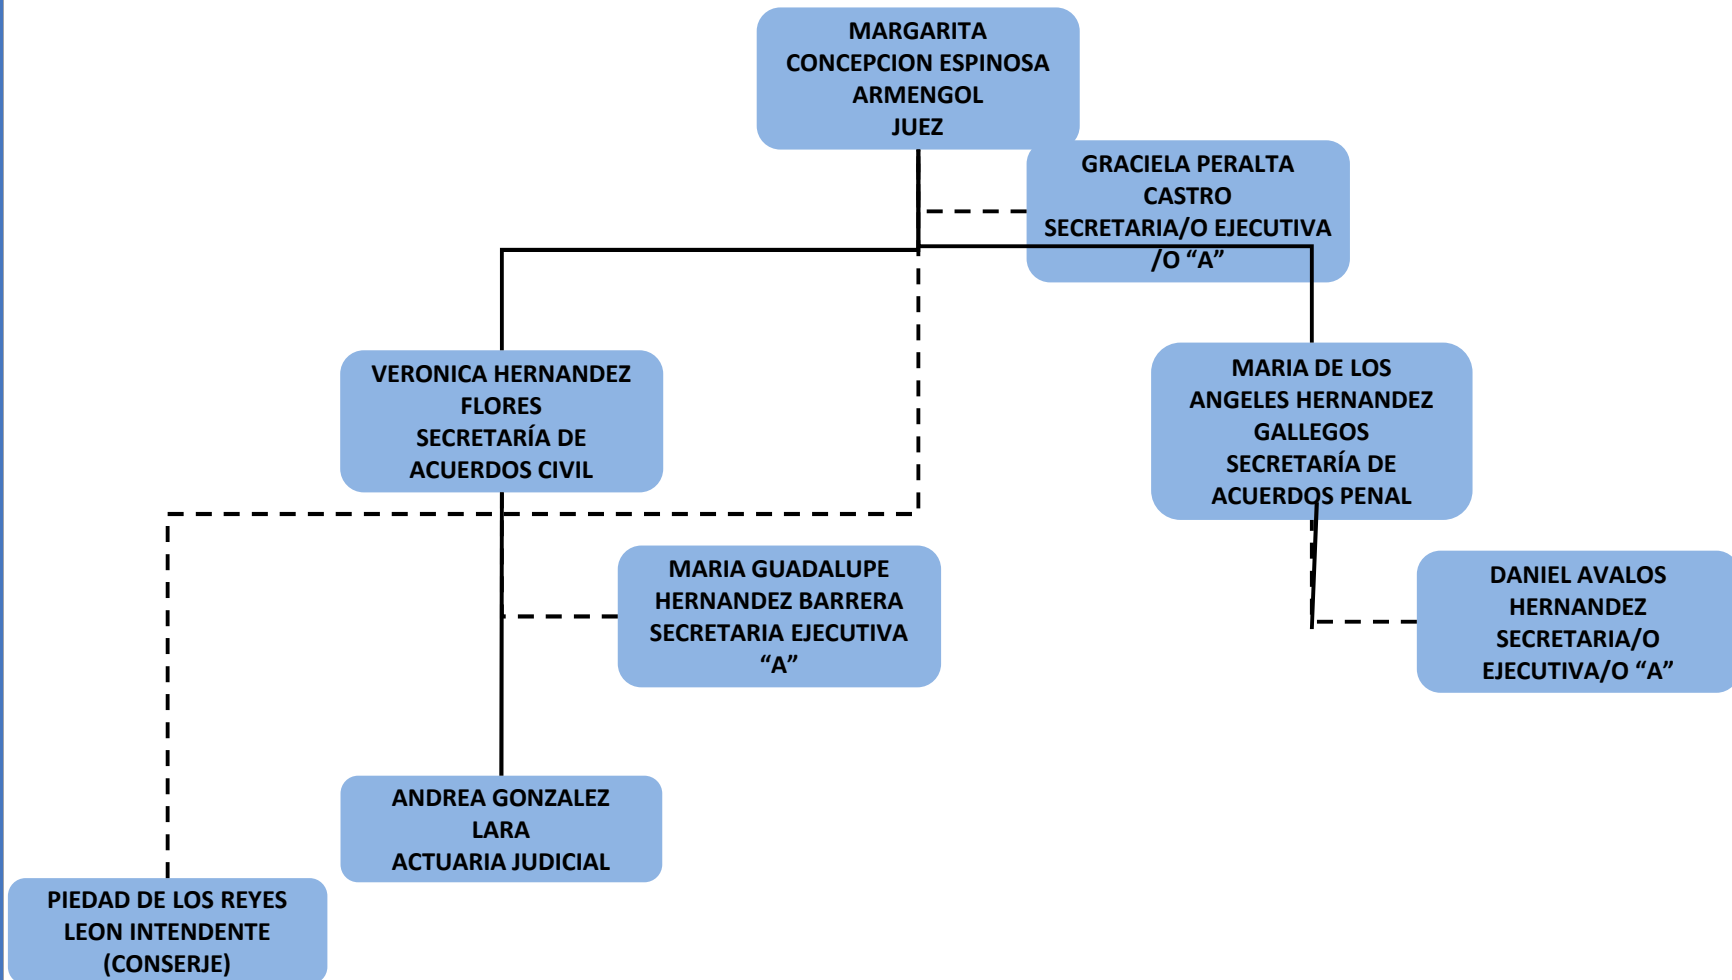 MARGARITA
CONCEPCION ESPINOSA
ARMENGOL
JUEZ
GRACIELA PERALTA
CASTRO
SECRETARIA/O EJECUTIVA
/O “A”
VERONICA HERNANDEZ
FLORES
SECRETARÍA DE
ACUERDOS CIVIL
MARIA DE LOS
ANGELES HERNANDEZ
GALLEGOS
SECRETARÍA DE
ACUERDOS PENAL
MARIA GUADALUPE
HERNANDEZ BARRERA
SECRETARIA EJECUTIVA
“A”
DANIEL AVALOS
HERNANDEZ
SECRETARIA/O
EJECUTIVA/O “A”
ANDREA GONZALEZ
LARA
ACTUARIA JUDICIAL
PIEDAD DE LOS REYES
LEON INTENDENTE
(CONSERJE)